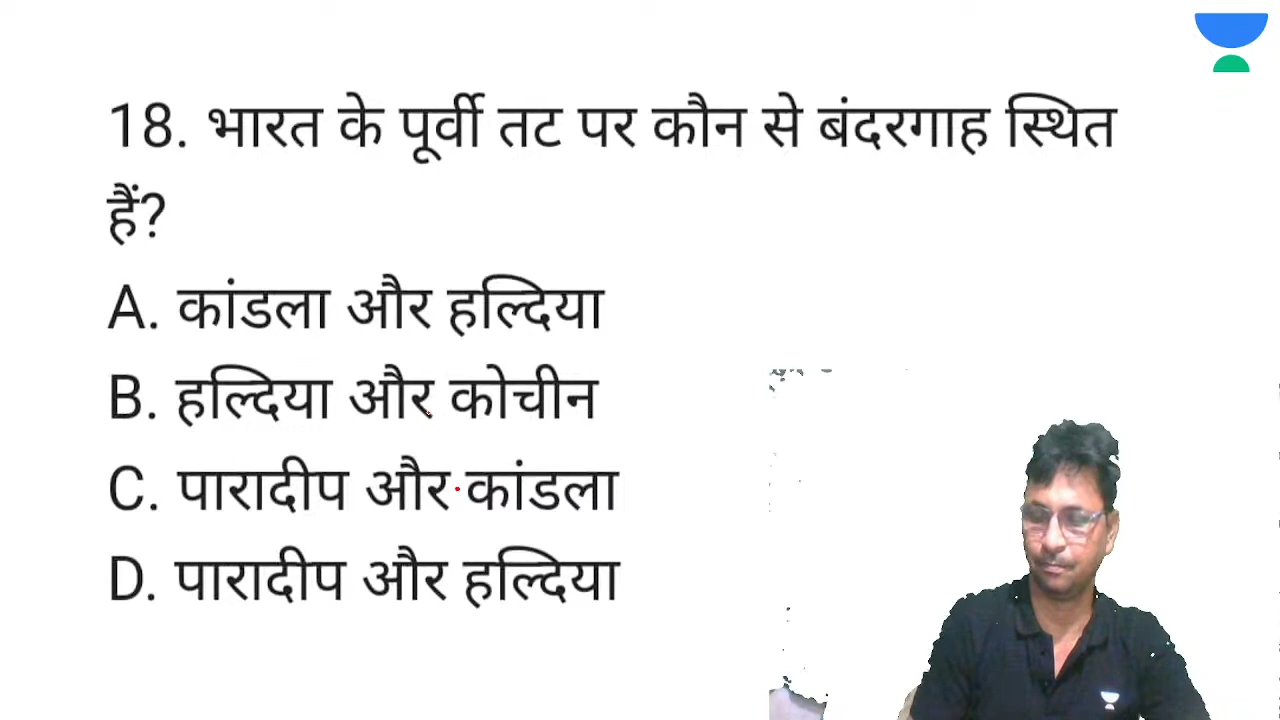 18. भारत के पूर्वी तट पर कौन से बंदरगाह स्थित
हैं?
A. कांडला और हल्दिया
B. हल्दिया और कोचीन
C. पारादीप और कांडला
D. पारादीप और हल्दिया